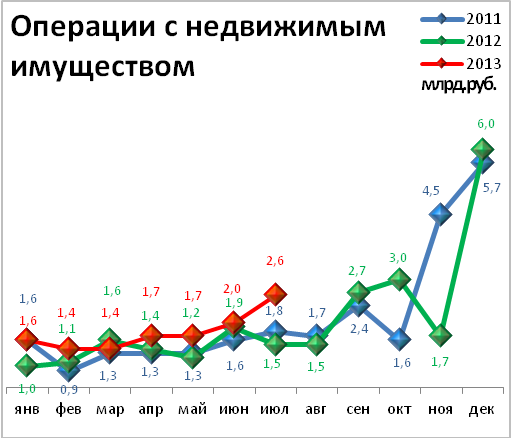 Операции с недвижимым
имуществом
2011
2012
2013
млрд.руб.
6,0
5,7
4,5
3,0
2,6
2,7
1,6 1,6 1,7 1,7 2,0
1,6 1,4 1,4 1,4 1,2 1,9 1,8 1,7 2,4
1,1 1,3 1,3 1,3 1,6 1,5 1,5 1,6 1,7
1,0 0,9
янв фев мар апр май июн июл авг сен окт ноя дек